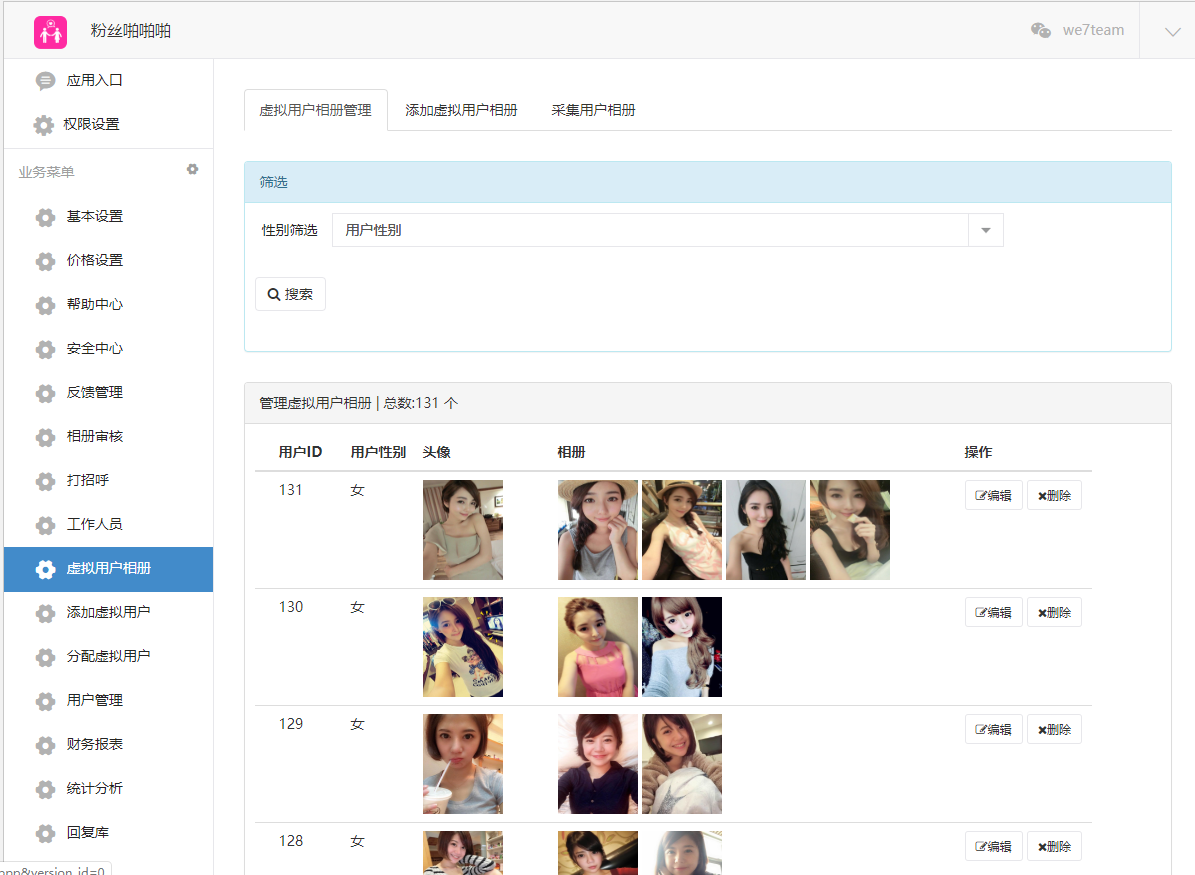 粉丝啪啪啪
we7team
应用入口
权限设置
业务菜单
基本设置
价格设置
帮助中心
安全中心
反馈管理
相册审核
打招呼
工作人员
虚拟用户相册
添加虚拟用户
分配虚拟用户
用户管理
财务报表
统计分析
回复库
虚拟用户相册管理 添加虚拟用户相册 采集用户相册
筛选
性别筛选 用户性别
搜索
管理虚拟用户相册 | 总数:131 个
用户ID 用户性别 头像 相册 操作
131 女 编辑 删除
130 女 编辑 删除
129 女 编辑 删除
128 女 编辑 删除
&version_id=0